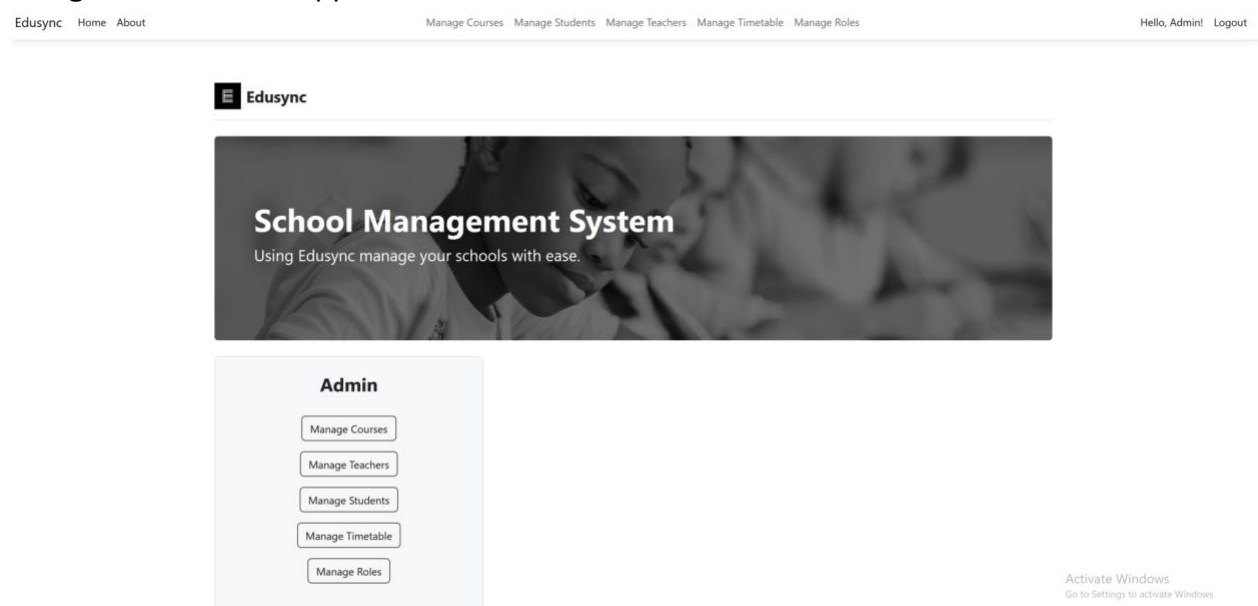 Edusync Home About Manage Courses Manage Students Manage Teachers Manage Timetable Manage Roles Hello, Admin! Logout
E Edusync
School Management System
Using Edusync manage your schools with ease.
Admin
Manage Courses
Manage Teachers
Manage Students
Manage Timetable
Manage Roles
Activate Windows
Go to Settings to activate Windows.